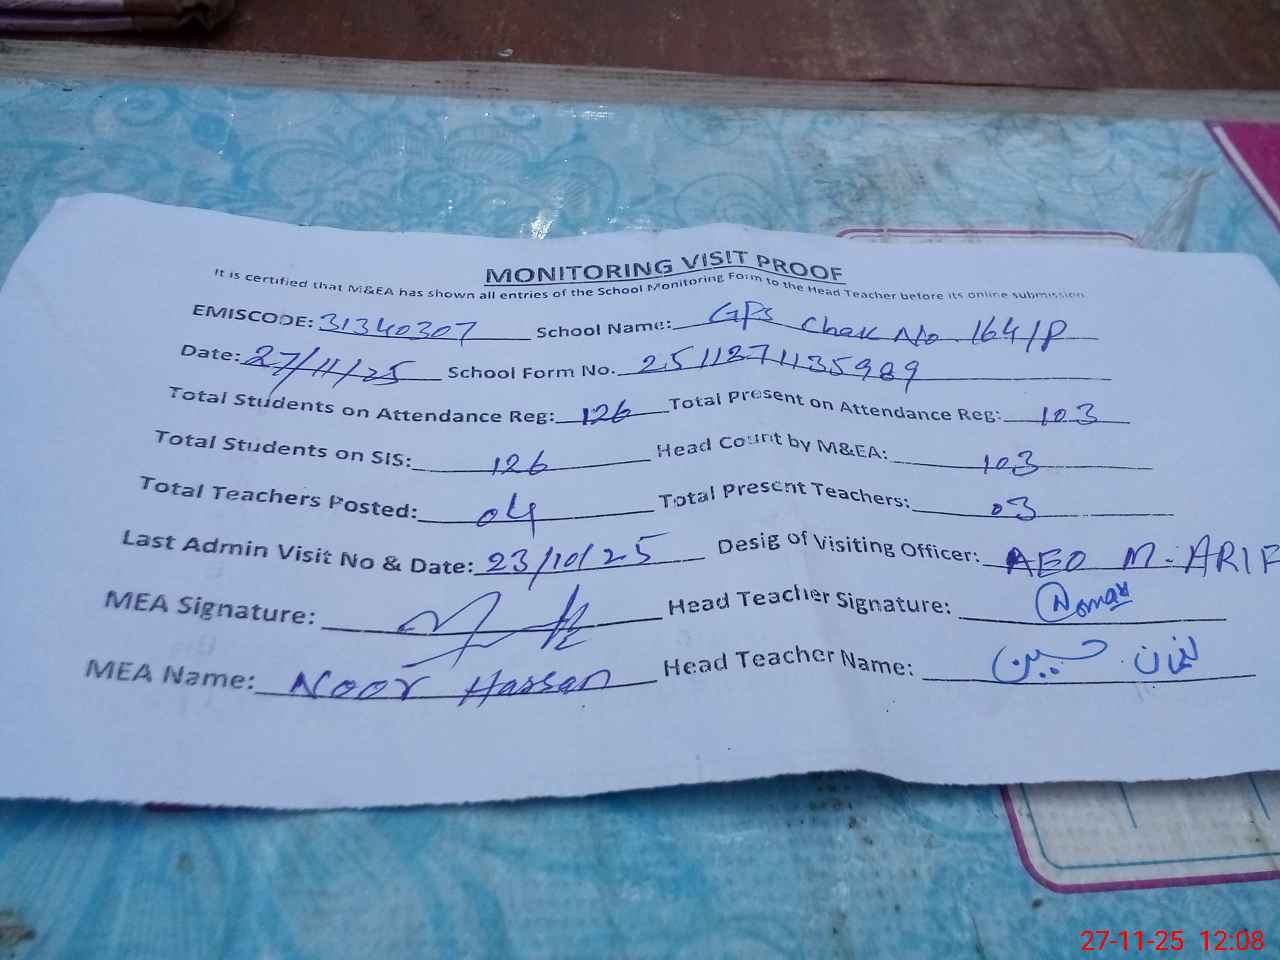 MONITORING VISIT PROOF
It is certified that M&EA has shown all entries of the School Monitoring Form to the Head Teacher before its online submission
EMISCODE: 31340307 School Name: GPS Chak No 164/P
Date: 27/11/25 School Form No. 2511271135989
Total Students on Attendance Reg: 126 Total Present on Attendance Reg: 103
Total Students on SIS: 126 Head Count by M&EA: 103
Total Teachers Posted: 04 Total Present Teachers: 03
Last Admin Visit No & Date: 23/10/25 Desig of Visiting Officer: AEO M. ARIF
MEA Signature: Head Teacher Signature:
MEA Name: Noor Hassan Head Teacher Name: حسین
27-11-25 12:08